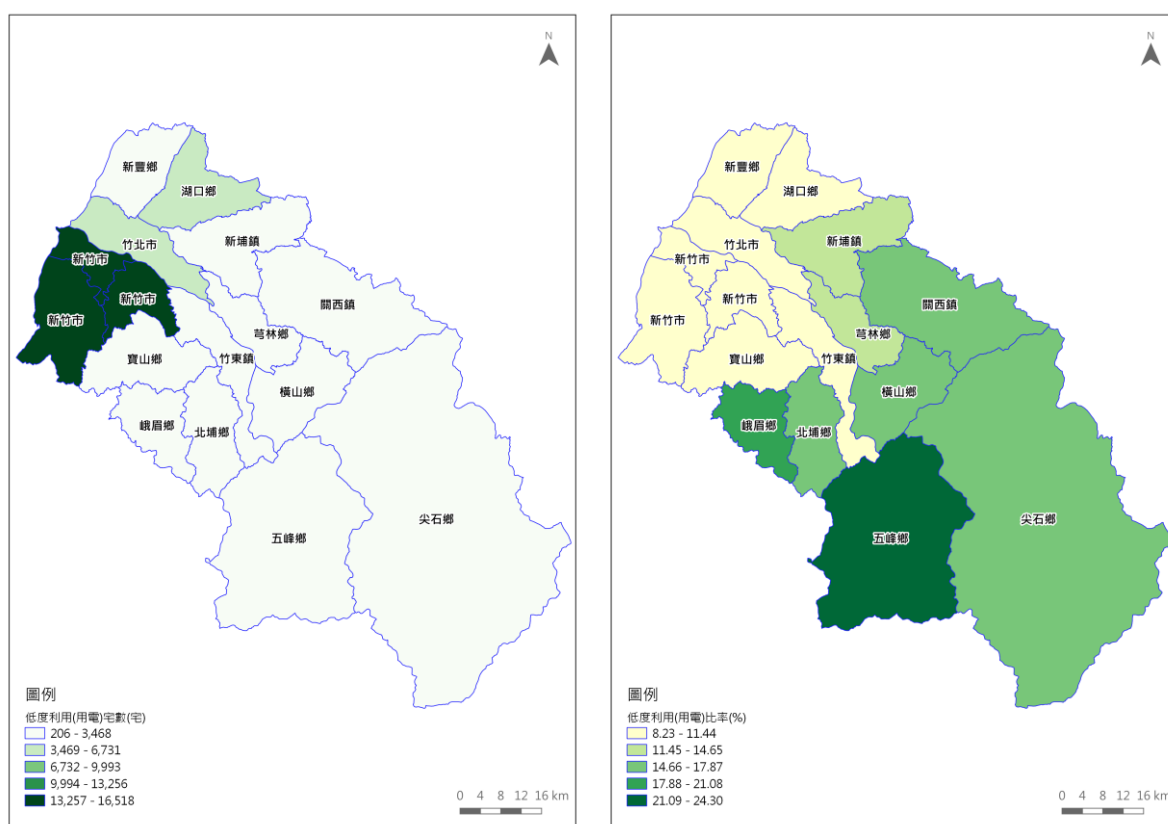 N
新豐鄉
湖口鄉
竹北市
新埔鎮
新竹市
新竹市
新竹市
關西鎮
芎林鄉
竹東鎮
寶山鄉
橫山鄉
峨眉鄉
北埔鄉
尖石鄉
五峰鄉
圖例
低度利用(用電)宅數(宅)
206 - 3,468
3,469 - 6,731
6,732 - 9,993
9,994 - 13,256
13,257 - 16,518
0 4 8 12 16 km
N
新豐鄉
湖口鄉
竹北市
新埔鎮
新竹市
新竹市
新竹市
關西鎮
芎林鄉
竹東鎮
寶山鄉
橫山鄉
峨眉鄉
北埔鄉
尖石鄉
五峰鄉
圖例
低度利用(用電)比率(%)
8.23 - 11.44
11.45 - 14.65
14.66 - 17.87
17.88 - 21.08
21.09 - 24.30
0 4 8 12 16 km